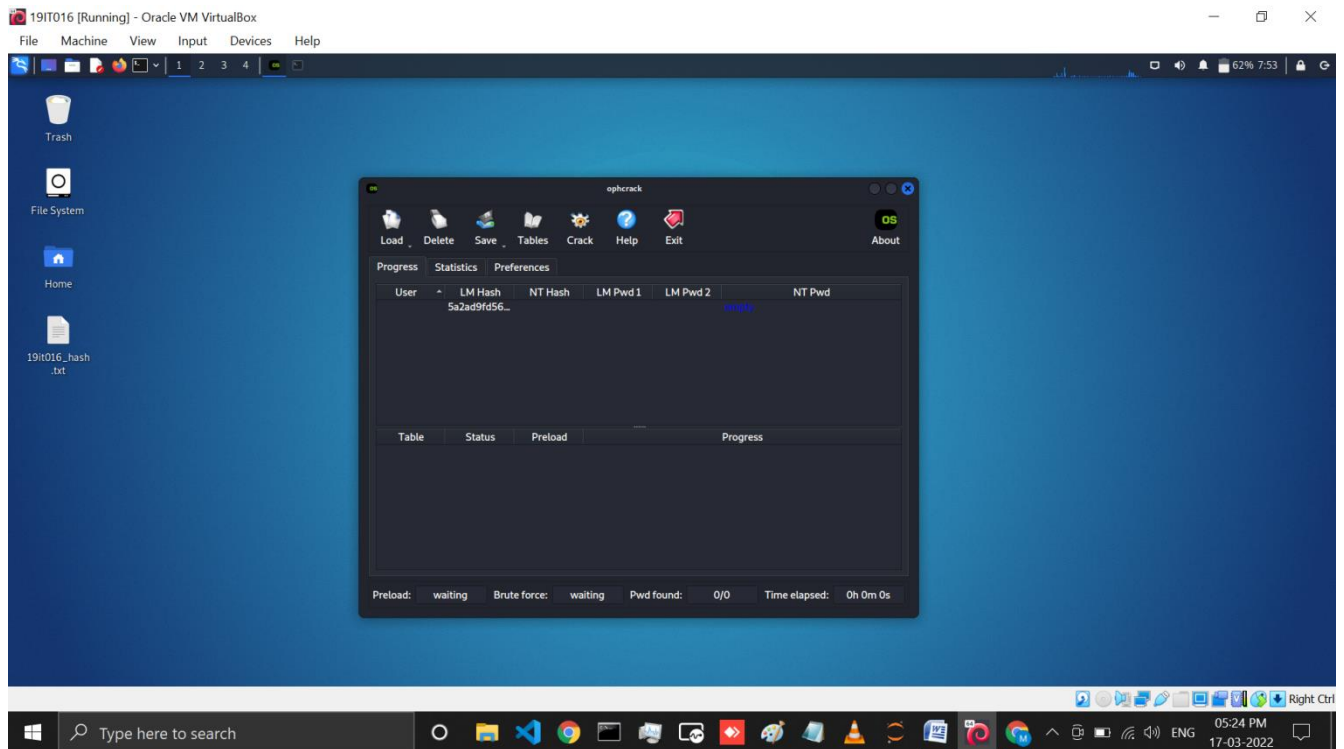 19IT016 [Running] - Oracle VM VirtualBox
File Machine View Input Devices Help
1 2 3 4 62% 7:53
Trash
File System
Home
19it016_hash
.txt
ophcrack
Load Delete Save Tables Crack Help Exit OS About
Progress Statistics Preferences
User LM Hash NT Hash LM Pwd 1 LM Pwd 2 NT Pwd
5a2ad9fd56... empty
Table Status Preload Progress
Preload: waiting Brute force: waiting Pwd found: 0/0 Time elapsed: 0h 0m 0s
Right Ctrl
Type here to search ENG 05:24 PM
17-03-2022